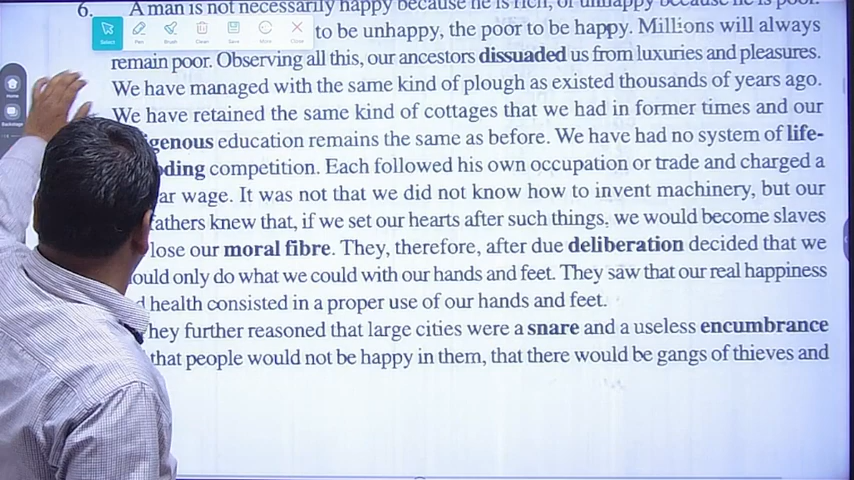 6. A man is not necessarily happy because he is rich, or unhappy because he is poor.
Select Pen Brush Clean Save More Close
to be unhappy, the poor to be happy. Millions will always
remain poor. Observing all this, our ancestors dissuaded us from luxuries and pleasures.
Home
We have managed with the same kind of plough as existed thousands of years ago.
Backstage
We have retained the same kind of cottages that we had in former times and our
igenous education remains the same as before. We have had no system of life-
ding competition. Each followed his own occupation or trade and charged a
ar wage. It was not that we did not know how to invent machinery, but our
fathers knew that, if we set our hearts after such things, we would become slaves
lose our moral fibre. They, therefore, after due deliberation decided that we
ould only do what we could with our hands and feet. They saw that our real happiness
d health consisted in a proper use of our hands and feet.
hey further reasoned that large cities were a snare and a useless encumbrance
that people would not be happy in them, that there would be gangs of thieves and